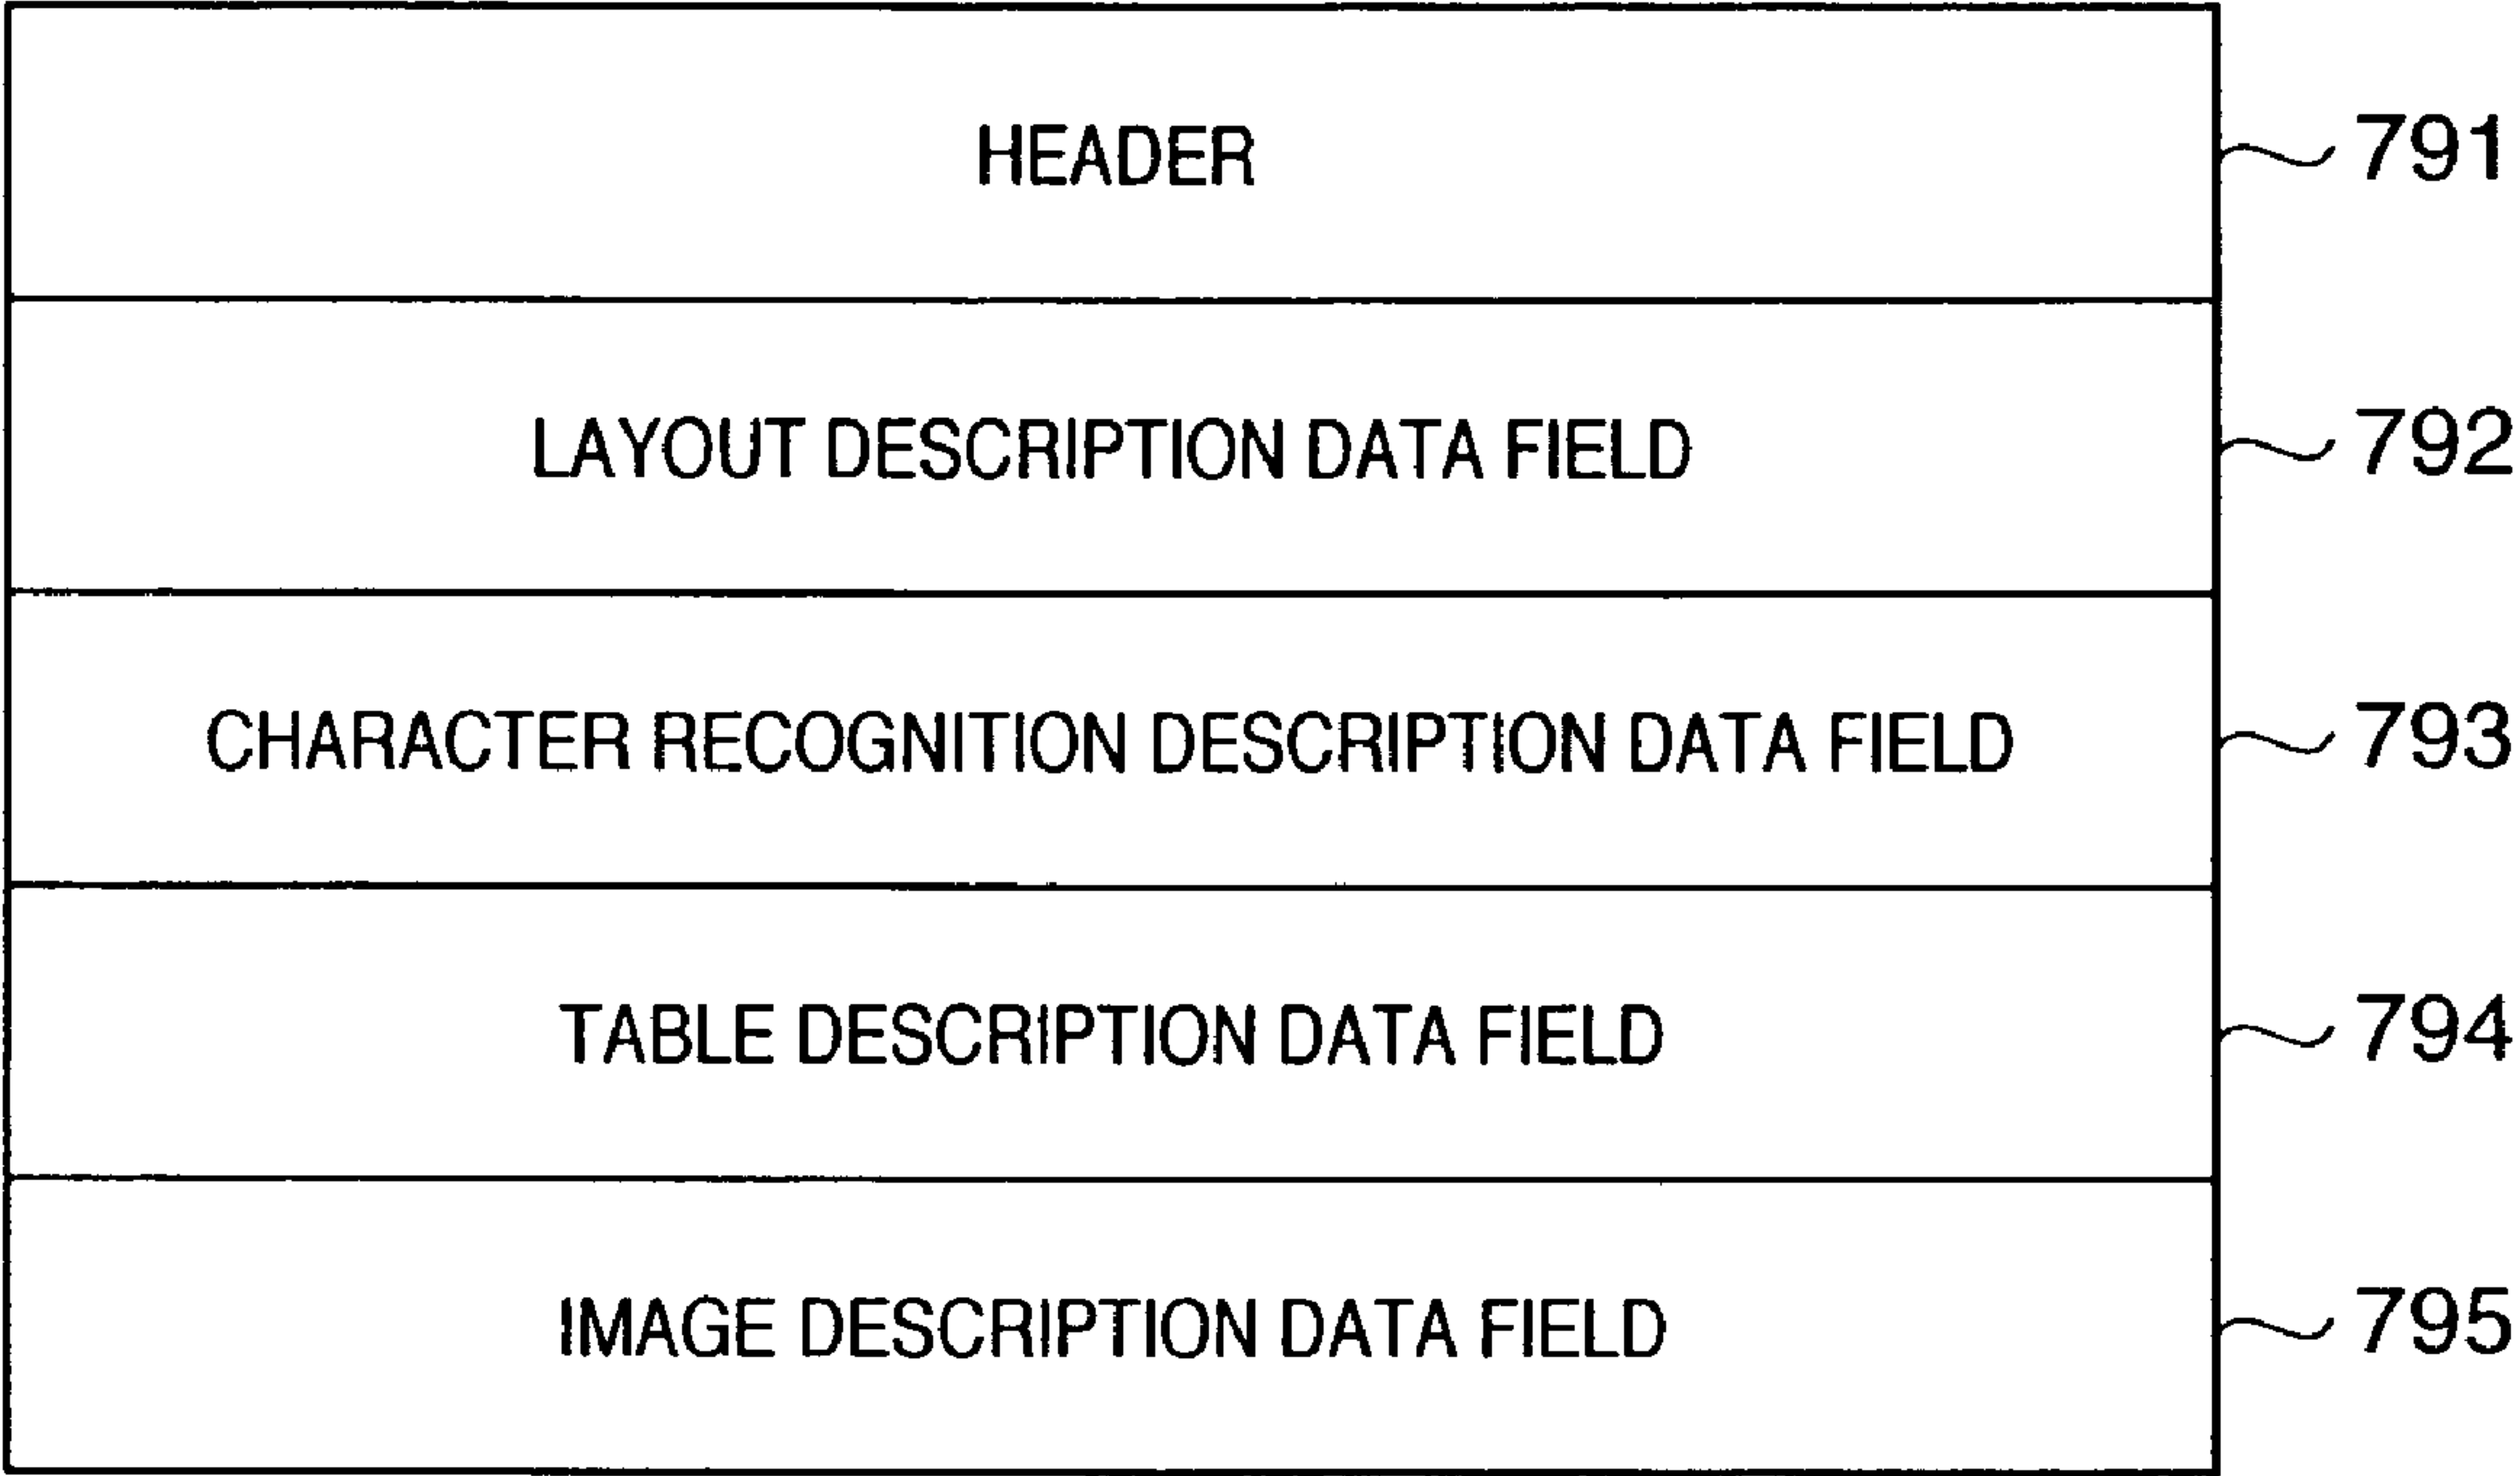 HEADER 791
LAYOUT DESCRIPTION DATA FIELD 792
CHARACTER RECOGNITION DESCRIPTION DATA FIELD 793
TABLE DESCRIPTION DATA FIELD 794
IMAGE DESCRIPTION DATA FIELD 795